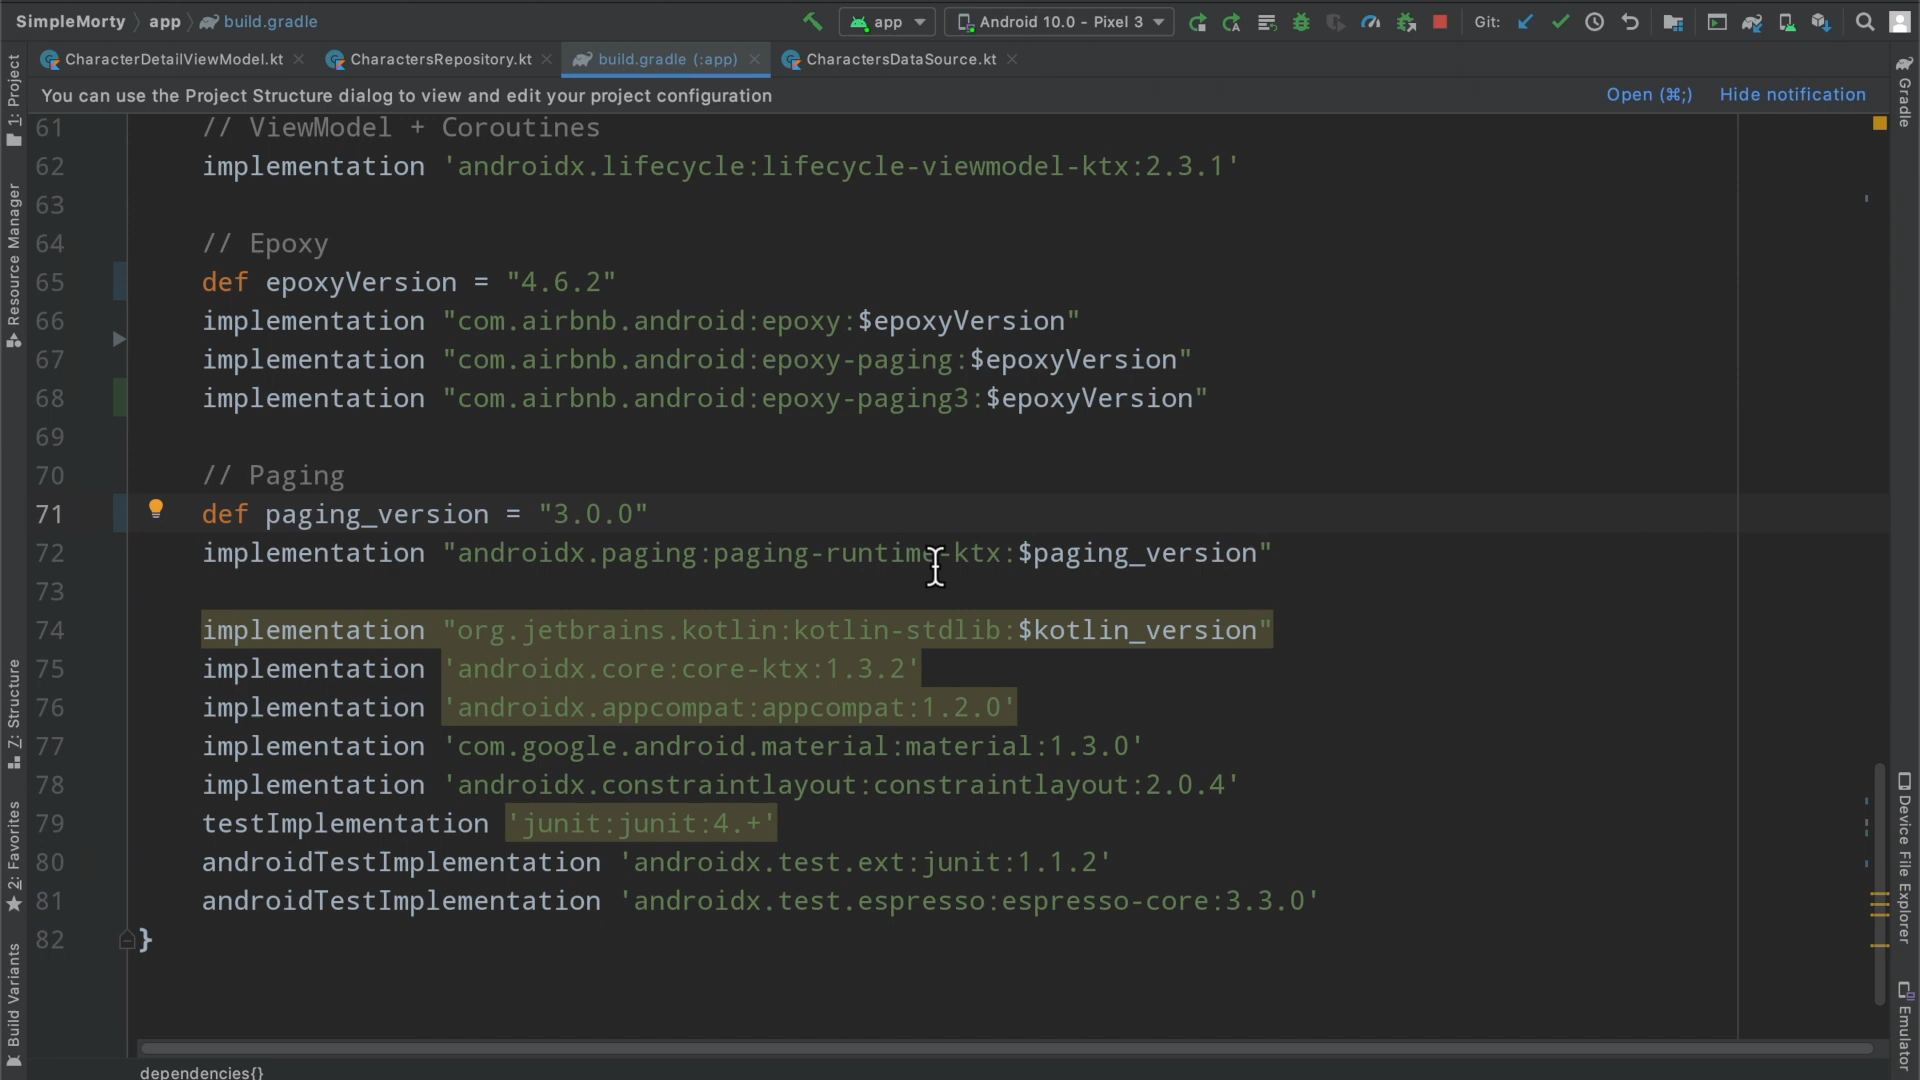 SimpleMorty app build.gradle app Android 10.0 - Pixel 3 Git:
CharacterDetailViewModel.kt CharactersRepository.kt build.gradle (:app) CharactersDataSource.kt
You can use the Project Structure dialog to view and edit your project configuration Open (⌘;) Hide notification
61 // ViewModel + Coroutines
62 implementation 'androidx.lifecycle:lifecycle-viewmodel-ktx:2.3.1'
63
64 // Epoxy
65 def epoxyVersion = "4.6.2"
66 implementation "com.airbnb.android:epoxy:$epoxyVersion"
67 implementation "com.airbnb.android:epoxy-paging:$epoxyVersion"
68 implementation "com.airbnb.android:epoxy-paging3:$epoxyVersion"
69
70 // Paging
71 def paging_version = "3.0.0"
72 implementation "androidx.paging:paging-runtime-ktx:$paging_version"
73
74 implementation "org.jetbrains.kotlin:kotlin-stdlib:$kotlin_version"
75 implementation 'androidx.core:core-ktx:1.3.2'
76 implementation 'androidx.appcompat:appcompat:1.2.0'
77 implementation 'com.google.android.material:material:1.3.0'
78 implementation 'androidx.constraintlayout:constraintlayout:2.0.4'
79 testImplementation 'junit:junit:4.+'
80 androidTestImplementation 'androidx.test.ext:junit:1.1.2'
81 androidTestImplementation 'androidx.test.espresso:espresso-core:3.3.0'
82 }
dependencies{}
1: Project
Resource Manager
Z: Structure
2: Favorites
Build Variants
Gradle
Device File Explorer
Emulator